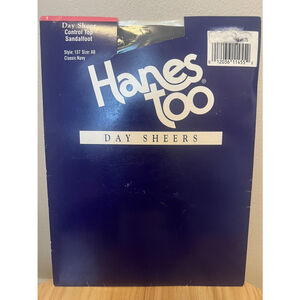 Day Sheer
Control Top
Sandalfoot
Style 137 Size AB
Classic Navy
Hanes
too®
DAY SHEERS